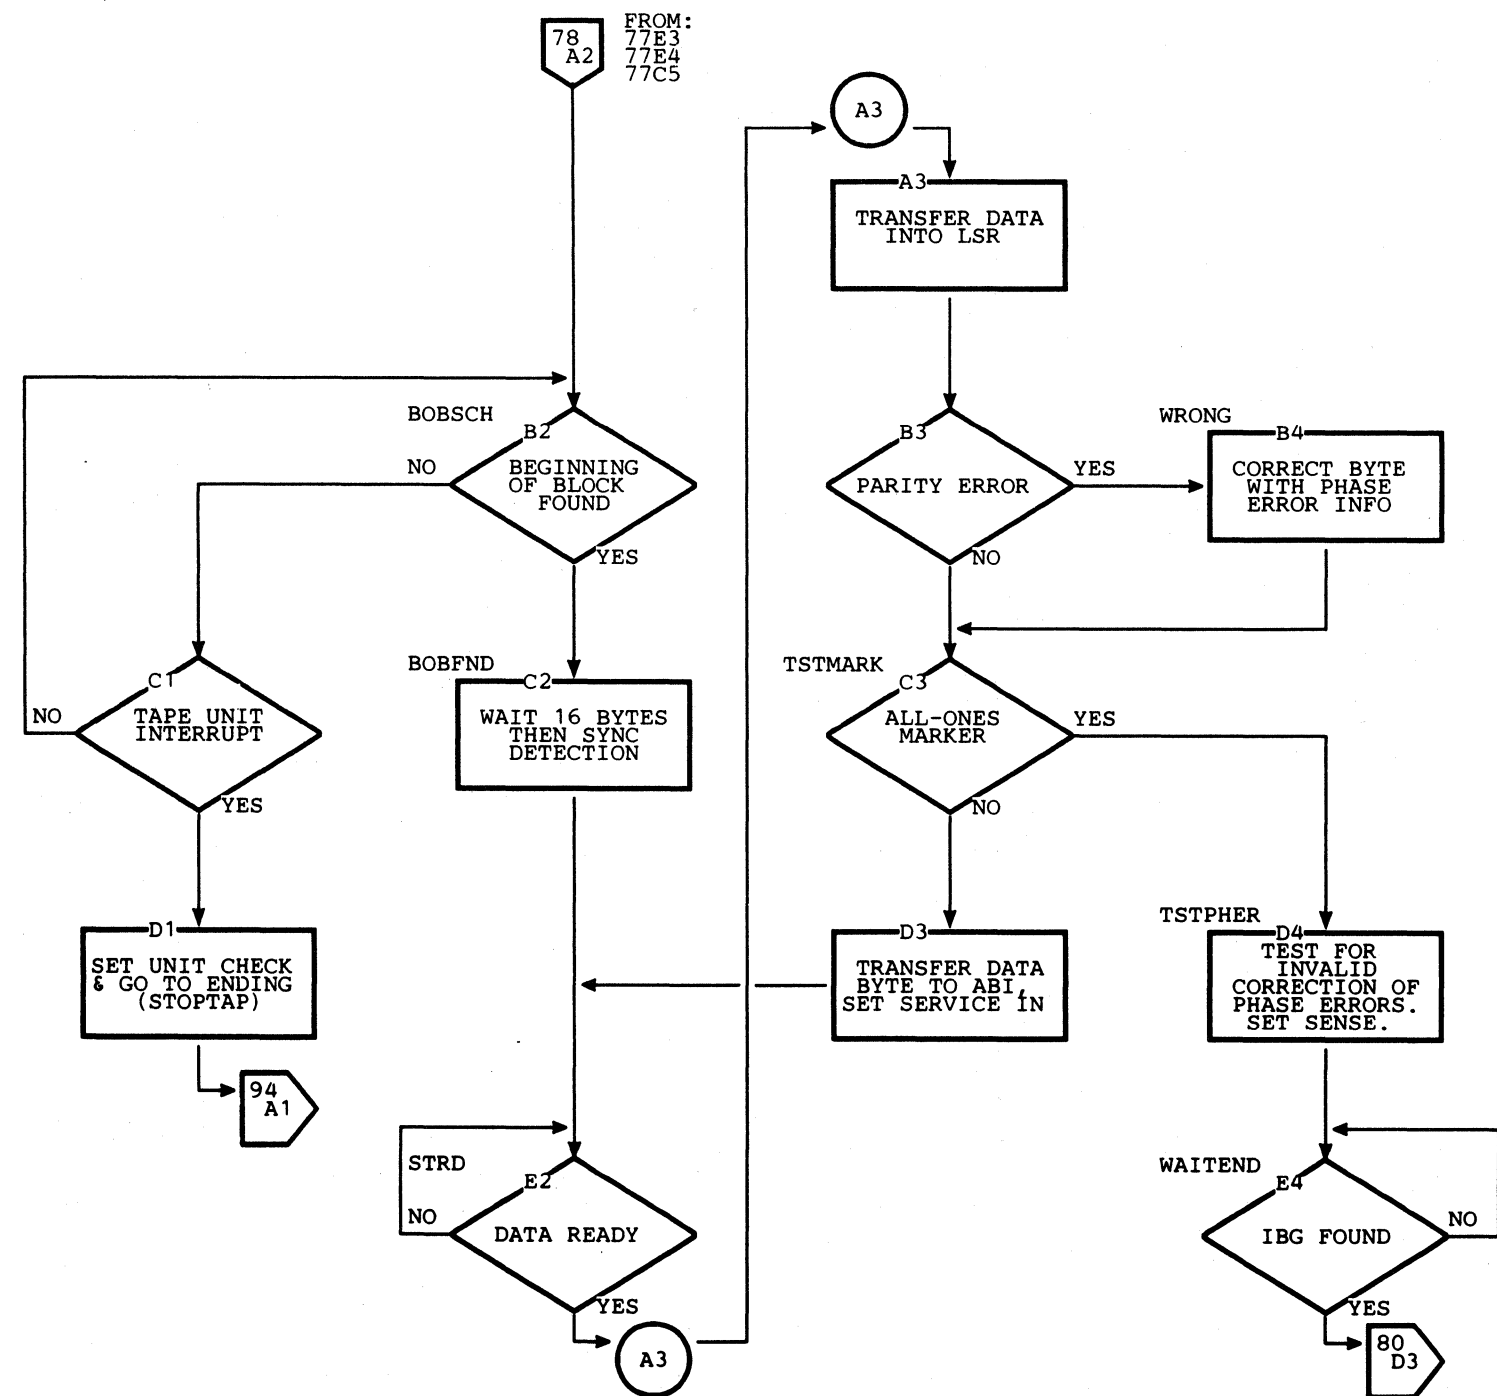 78
A2
FROM:
77E3
77E4
77C5
A3
A3
TRANSFER DATA
INTO LSR
BOBSCH
B2
NO
BEGINNING
OF BLOCK
FOUND
YES
B3
PARITY ERROR
YES
NO
WRONG
B4
CORRECT BYTE
WITH PHASE
ERROR INFO
C1
NO
TAPE UNIT
INTERRUPT
YES
BOBFND
C2
WAIT 16 BYTES
THEN SYNC
DETECTION
TSTMARK
C3
ALL-ONES
MARKER
YES
NO
D1
SET UNIT CHECK
& GO TO ENDING
(STOPTAP)
94
A1
D3
TRANSFER DATA
BYTE TO ABI,
SET SERVICE IN
TSTPHER
D4
TEST FOR
INVALID
CORRECTION OF
PHASE ERRORS.
SET SENSE.
STRD
E2
NO
DATA READY
YES
A3
WAITEND
E4
IBG FOUND
NO
YES
80
D3